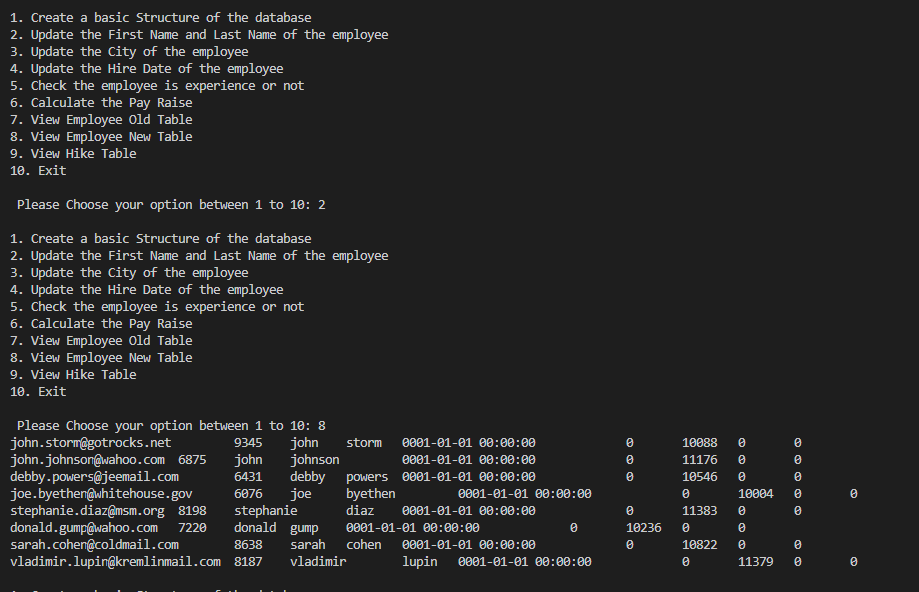 1. Create a basic Structure of the database
2. Update the First Name and Last Name of the employee
3. Update the City of the employee
4. Update the Hire Date of the employee
5. Check the employee is experience or not
6. Calculate the Pay Raise
7. View Employee Old Table
8. View Employee New Table
9. View Hike Table
10. Exit
Please Choose your option between 1 to 10: 2
1. Create a basic Structure of the database
2. Update the First Name and Last Name of the employee
3. Update the City of the employee
4. Update the Hire Date of the employee
5. Check the employee is experience or not
6. Calculate the Pay Raise
7. View Employee Old Table
8. View Employee New Table
9. View Hike Table
10. Exit
Please Choose your option between 1 to 10: 8
john.storm@gotrocks.net 9345 john storm 0001-01-01 00:00:00 0 10088 0 0
john.johnson@wahoo.com 6875 john johnson 0001-01-01 00:00:00 0 11176 0 0
debby.powers@jeemail.com 6431 debby powers 0001-01-01 00:00:00 0 10546 0 0
joe.byethen@whitehouse.gov 6076 joe byethen 0001-01-01 00:00:00 0 10004 0 0
stephanie.diaz@msm.org 8198 stephanie diaz 0001-01-01 00:00:00 0 11383 0 0
donald.gump@wahoo.com 7220 donald gump 0001-01-01 00:00:00 0 10236 0 0
sarah.cohen@coldmail.com 8638 sarah cohen 0001-01-01 00:00:00 0 10822 0 0
vladimir.lupin@kremlinmail.com 8187 vladimir lupin 0001-01-01 00:00:00 0 11379 0 0